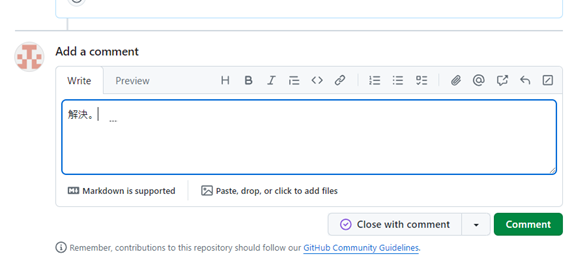 Add a comment
Write Preview
解決。 ...
Markdown is supported Paste, drop, or click to add files
Close with comment Comment
Remember, contributions to this repository should follow our GitHub Community Guidelines.